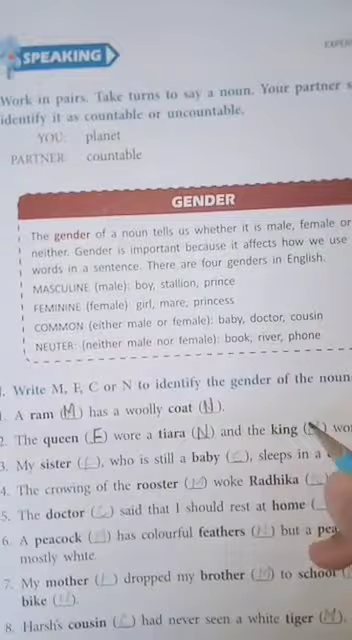 SPEAKING
Work in pairs. Take turns to say a noun. Your partner
identify it as countable or uncountable.
YOU: planet
PARTNER: countable
GENDER
The gender of a noun tells us whether it is male, female or
neither. Gender is important because it affects how we use
words in a sentence. There are four genders in English.
MASCULINE (male): boy, stallion, prince
FEMININE (female): girl, mare, princess
COMMON (either male or female): baby, doctor, cousin
NEUTER: (neither male nor female): book, river, phone
Write M, F, C or N to identify the gender of the noun
1. A ram (M) has a woolly coat (N).
2. The queen (F) wore a tiara (N) and the king
3. My sister, who is still a baby, sleeps in a
4. The crowing of the rooster (M) woke Radhika
5. The doctor (C) said that I should rest at home
6. A peacock (M) has colourful feathers (N) but a
mostly white.
7. My mother (F) dropped my brother (M) to school
bike (N).
8. Harsh's cousin (C) had never seen a white tiger (M).